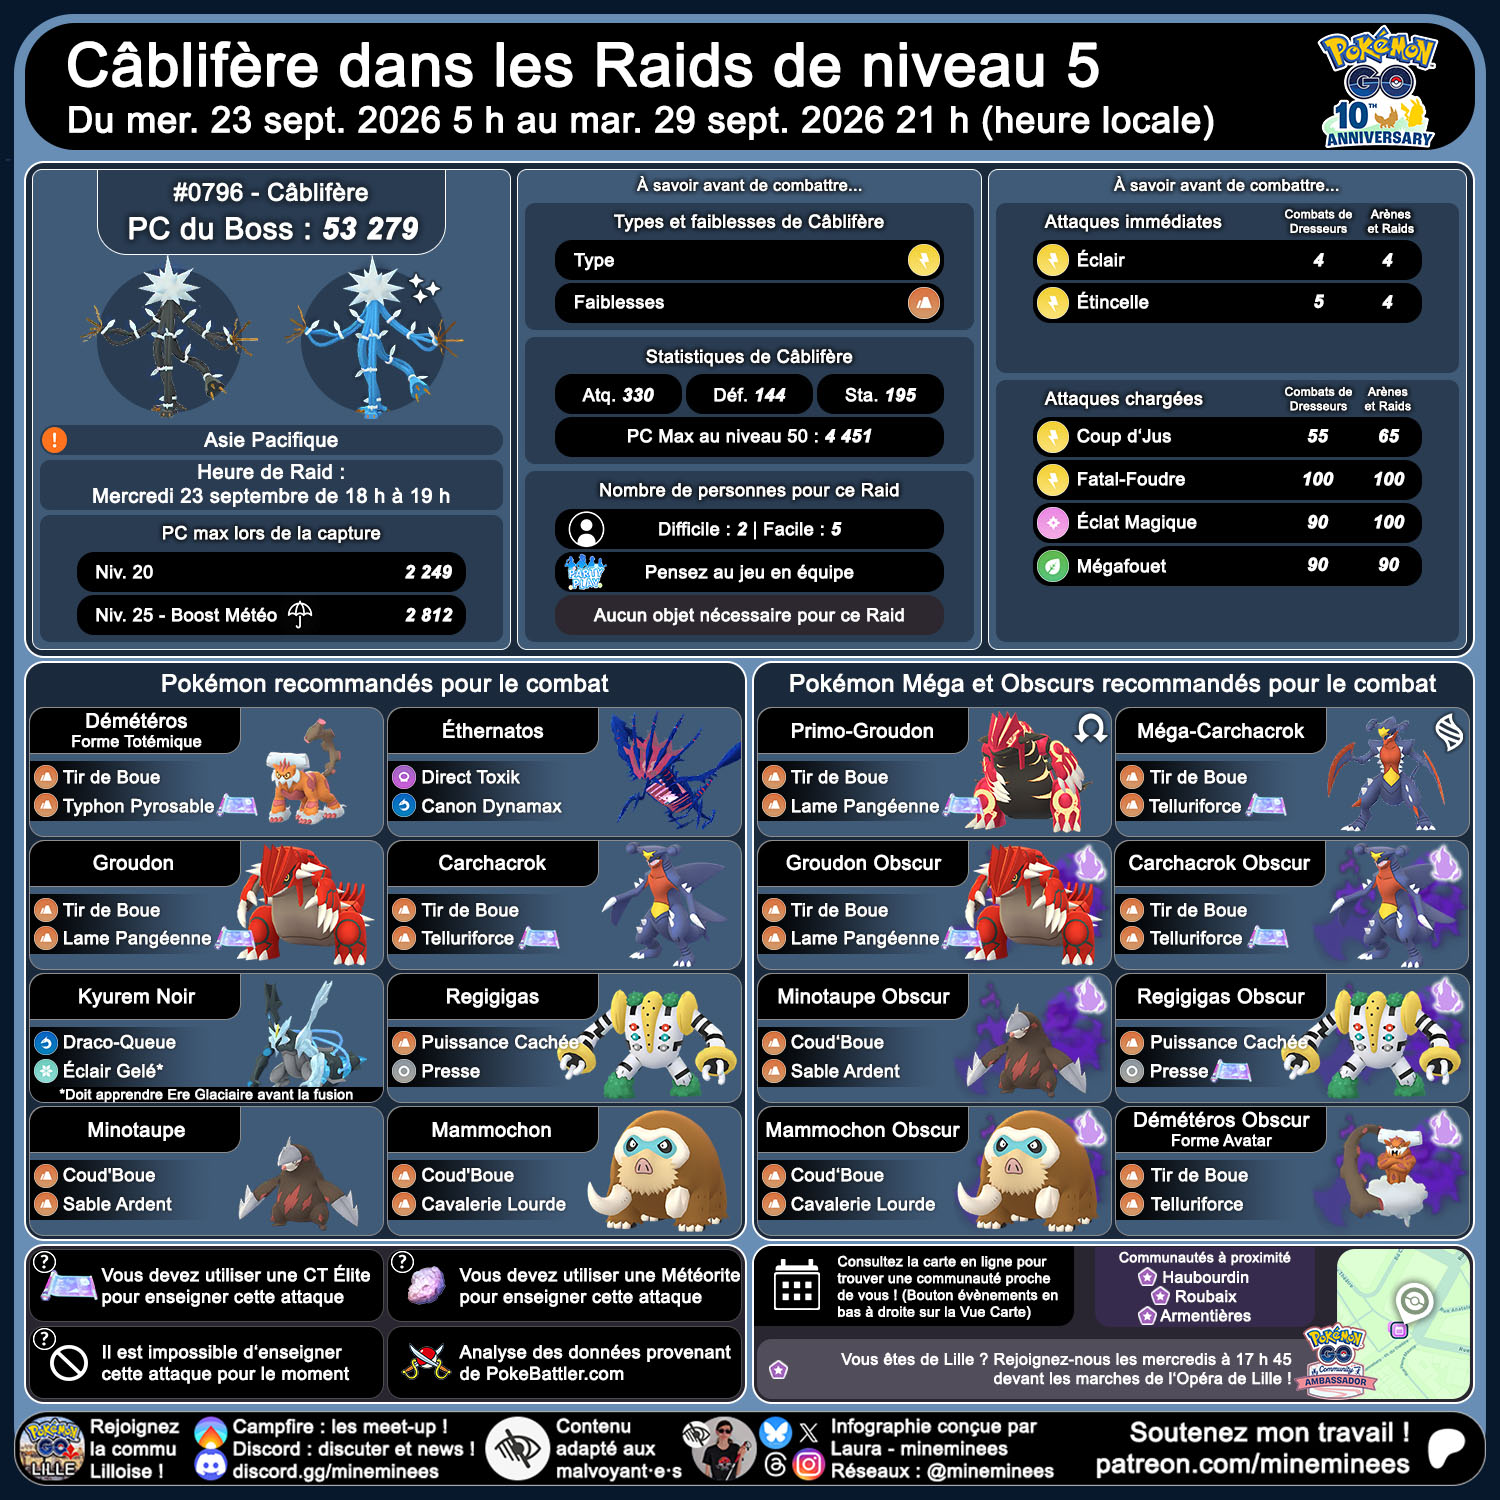 Câblifère dans les Raids de niveau 5
Du mer. 23 sept. 2026 5 h au mar. 29 sept. 2026 21 h (heure locale)
POKÉMON
GO
10TH
ANNIVERSARY
#0796 - Câblifère
PC du Boss : 53 279
Asie Pacifique
Heure de Raid :
Mercredi 23 septembre de 18 h à 19 h
PC max lors de la capture
Niv. 20 2 249
Niv. 25 - Boost Météo 2 812
À savoir avant de combattre...
Types et faiblesses de Câblifère
Type
Faiblesses
Statistiques de Câblifère
Atq. 330 Déf. 144 Sta. 195
PC Max au niveau 50 : 4 451
Nombre de personnes pour ce Raid
Difficile : 2 | Facile : 5
PARTY PLAY
Pensez au jeu en équipe
Aucun objet nécessaire pour ce Raid
À savoir avant de combattre...
Attaques immédiates Combats de Dresseurs Arènes et Raids
Éclair 4 4
Étincelle 5 4
Attaques chargées Combats de Dresseurs Arènes et Raids
Coup d'Jus 55 65
Fatal-Foudre 100 100
Éclat Magique 90 100
Mégafouet 90 90
Pokémon recommandés pour le combat
Démétéros
Forme Totémique
Tir de Boue
Typhon Pyrosable
Éthernatos
Direct Toxik
Canon Dynamax
Groudon
Tir de Boue
Lame Pangéenne
Carchacrok
Tir de Boue
Telluriforce
Kyurem Noir
Draco-Queue
Éclair Gelé*
*Doit apprendre Ere Glaciaire avant la fusion
Regigigas
Puissance Cachée
Presse
Minotaupe
Coud'Boue
Sable Ardent
Mammochon
Coud'Boue
Cavalerie Lourde
Pokémon Méga et Obscurs recommandés pour le combat
Primo-Groudon
Tir de Boue
Lame Pangéenne
Méga-Carchacrok
Tir de Boue
Telluriforce
Groudon Obscur
Tir de Boue
Lame Pangéenne
Carchacrok Obscur
Tir de Boue
Telluriforce
Minotaupe Obscur
Coud'Boue
Sable Ardent
Regigigas Obscur
Puissance Cachée
Presse
Mammochon Obscur
Coud'Boue
Cavalerie Lourde
Démétéros Obscur
Forme Avatar
Tir de Boue
Telluriforce
?
Vous devez utiliser une CT Élite
pour enseigner cette attaque
?
Vous devez utiliser une Météorite
pour enseigner cette attaque
?
Il est impossible d'enseigner
cette attaque pour le moment
Analyse des données provenant
de PokeBattler.com
Consultez la carte en ligne pour
trouver une communauté proche
de vous ! (Bouton évènements en
bas à droite sur la Vue Carte)
Communautés à proximité
Haubourdin
Roubaix
Armentières
Vous êtes de Lille ? Rejoignez-nous les mercredis à 17 h 45
devant les marches de l'Opéra de Lille !
POKÉMON
GO
Community
AMBASSADOR
POKÉMON
GO
LILLE
Rejoignez
la commu
Lilloise !
Campfire : les meet-up !
Discord : discuter et news !
discord.gg/mineminees
Contenu
adapté aux
malvoyant·e·s
Infographie conçue par
Laura - mineminees
Réseaux : @mineminees
Soutenez mon travail !
patreon.com/mineminees